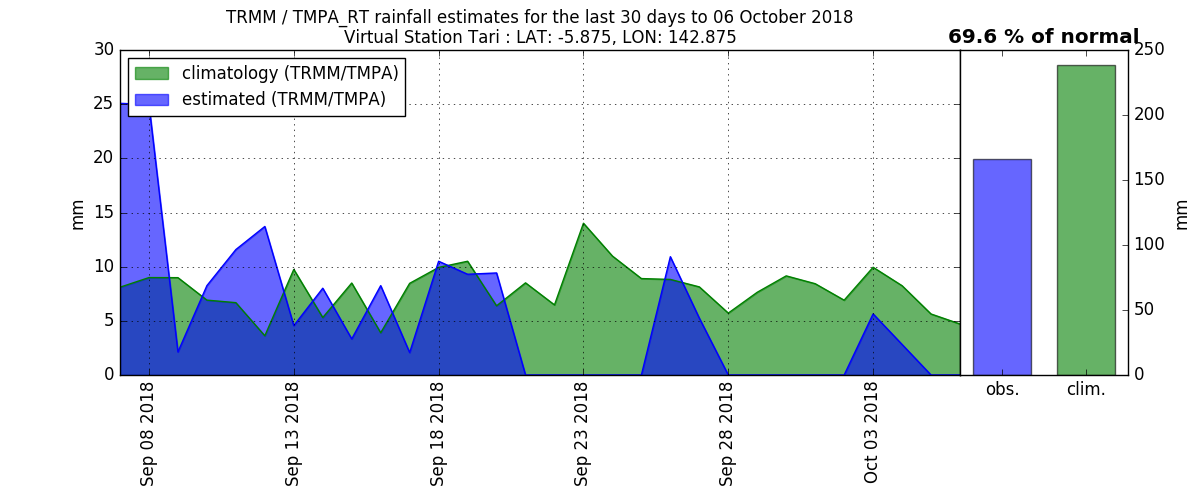 TRMM / TMPA_RT rainfall estimates for the last 30 days to 06 October 2018
Virtual Station Tari : LAT: -5.875, LON: 142.875
69.6 % of normal
climatology (TRMM/TMPA)
estimated (TRMM/TMPA)
30
25
20
15
10
5
0
mm
Sep 08 2018
Sep 13 2018
Sep 18 2018
Sep 23 2018
Sep 28 2018
Oct 03 2018
250
200
150
100
50
0
mm
obs.
clim.